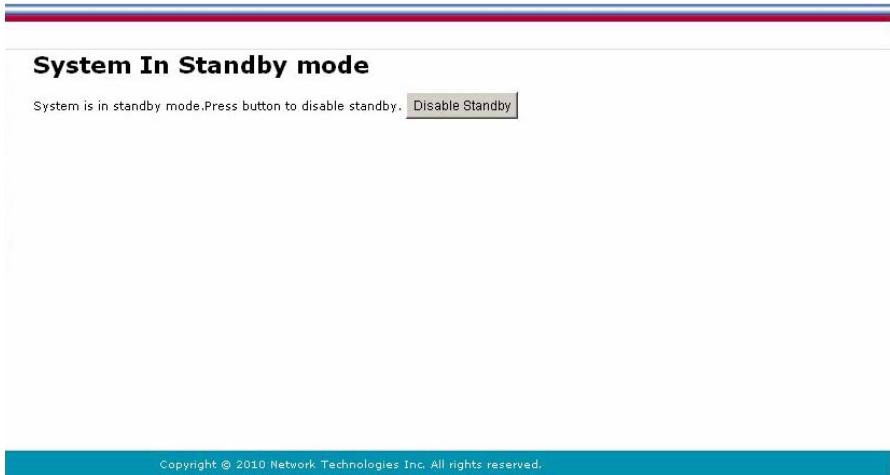 System In Standby mode
System is in standby mode.Press button to disable standby. Disable Standby
Copyright © 2010 Network Technologies Inc. All rights reserved.